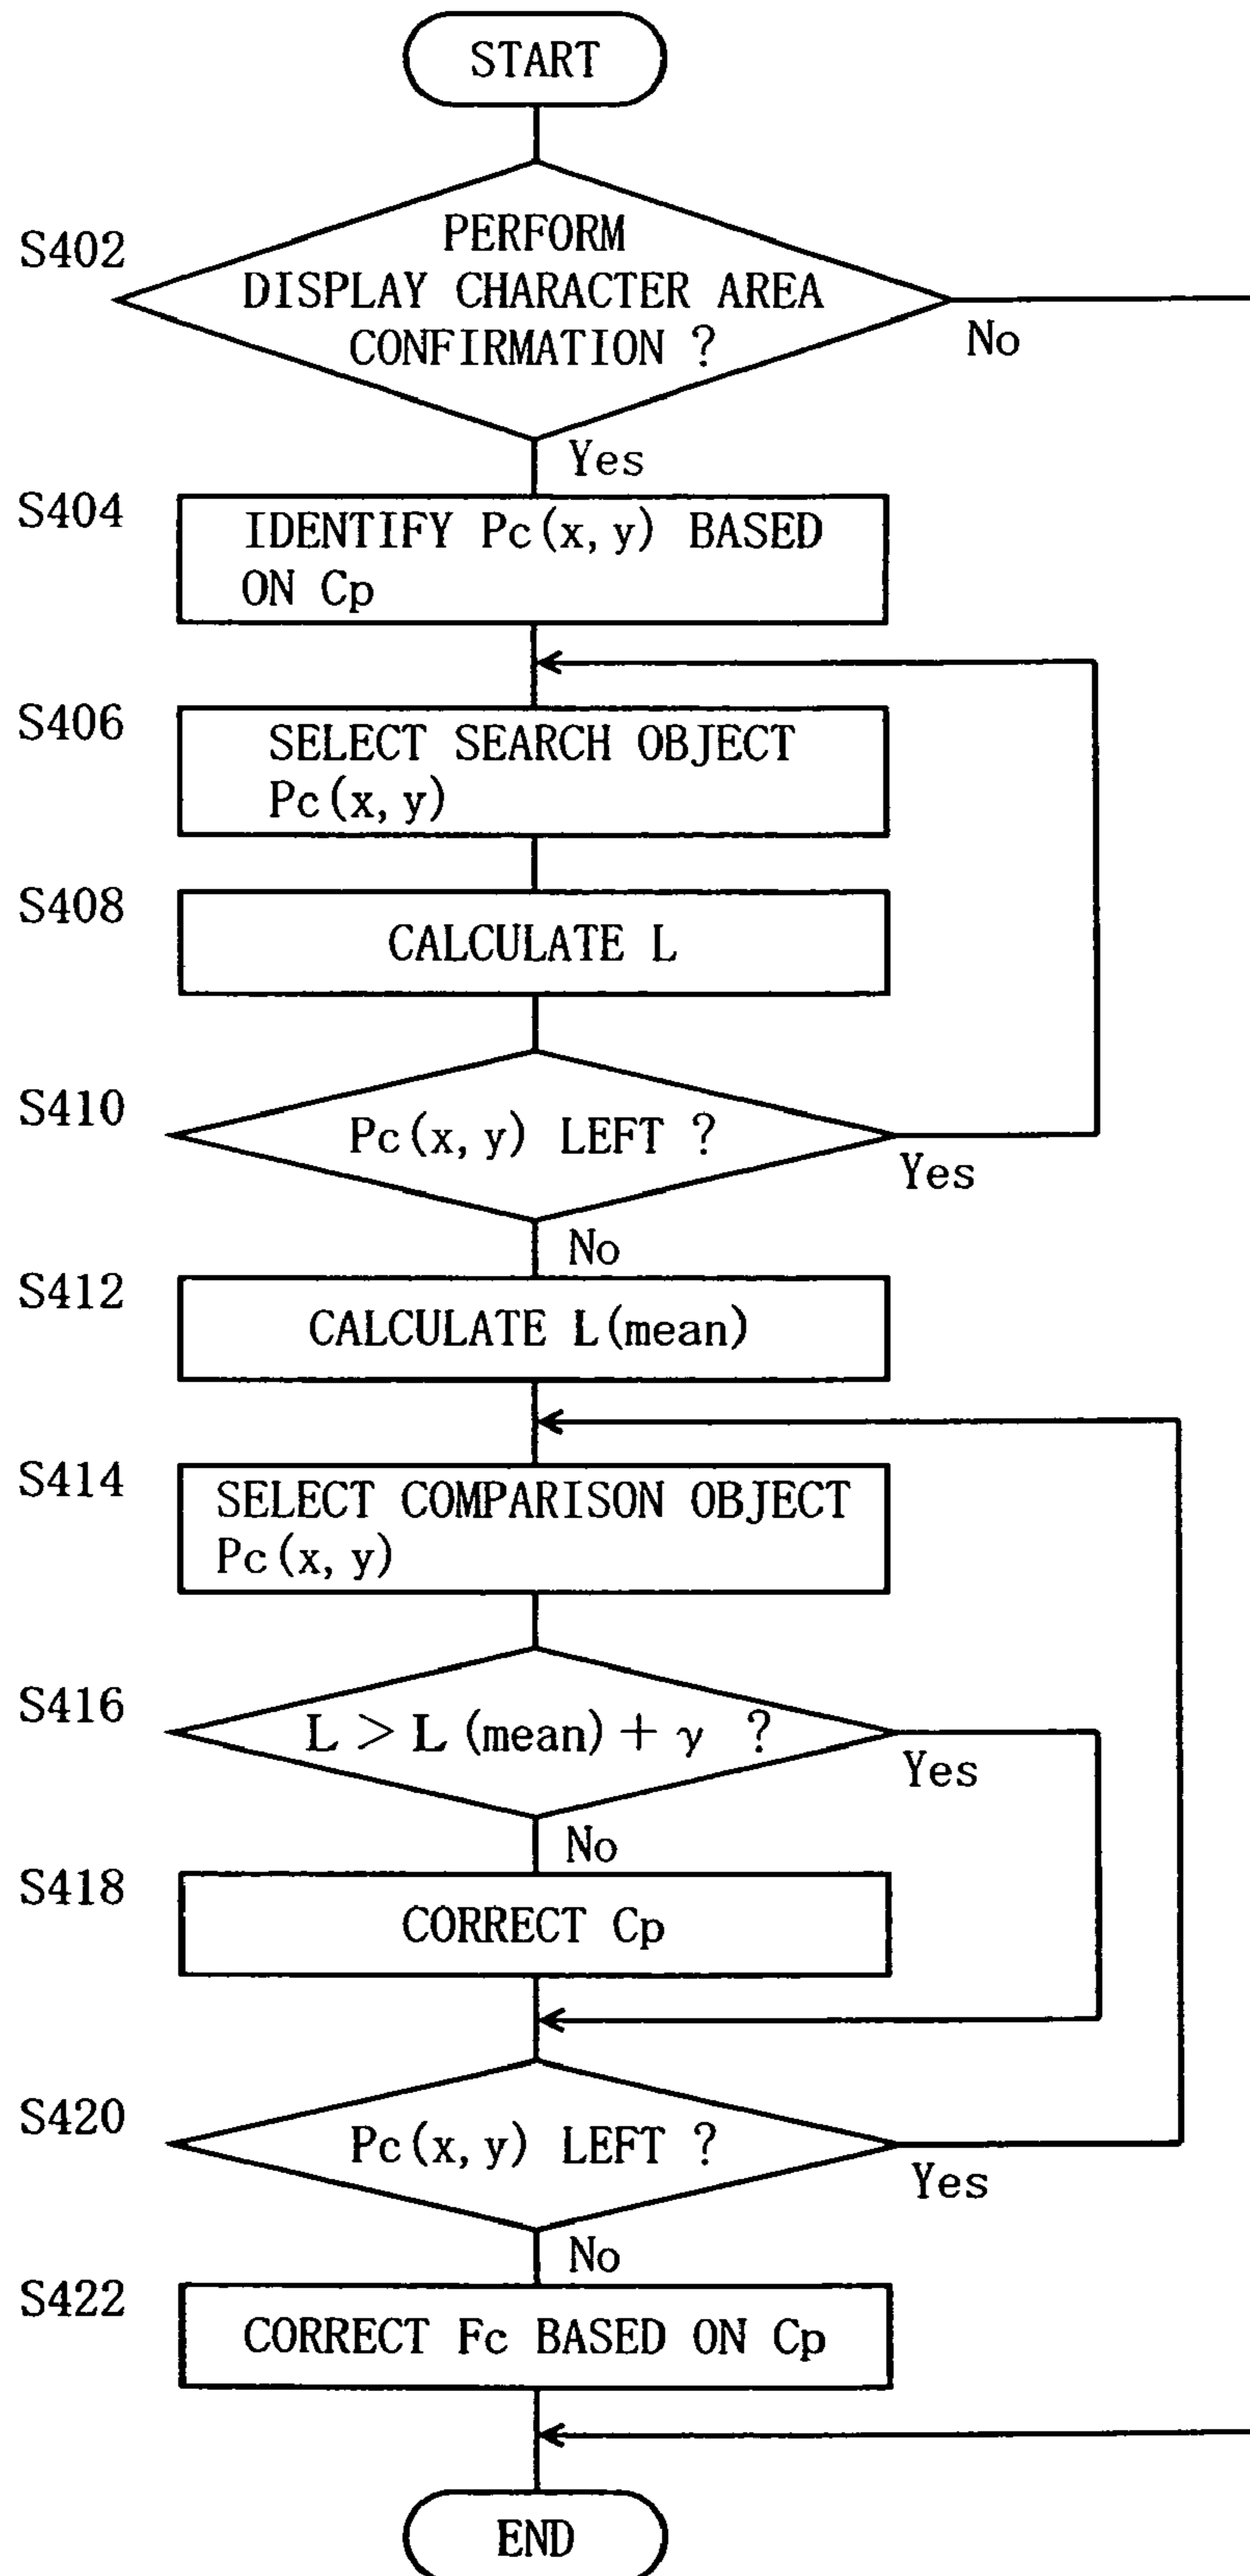 START
S402
PERFORM
DISPLAY CHARACTER AREA
CONFIRMATION ?
No
Yes
S404
IDENTIFY Pc(x, y) BASED
ON Cp
S406
SELECT SEARCH OBJECT
Pc(x, y)
S408
CALCULATE L
S410
Pc(x, y) LEFT ?
Yes
No
S412
CALCULATE L(mean)
S414
SELECT COMPARISON OBJECT
Pc(x, y)
S416
L > L (mean) + γ ?
Yes
No
S418
CORRECT Cp
S420
Pc(x, y) LEFT ?
Yes
No
S422
CORRECT Fc BASED ON Cp
END